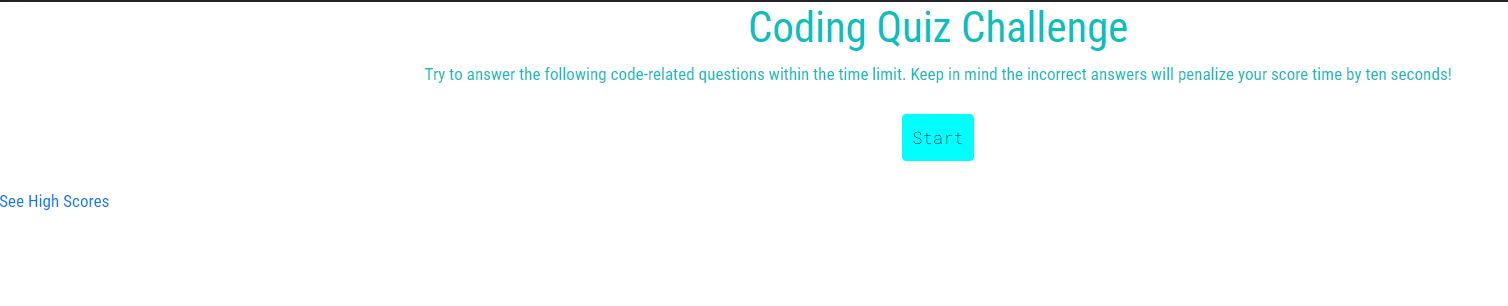 Coding Quiz Challenge
Try to answer the following code-related questions within the time limit. Keep in mind the incorrect answers will penalize your score time by ten seconds!
Start
See High Scores